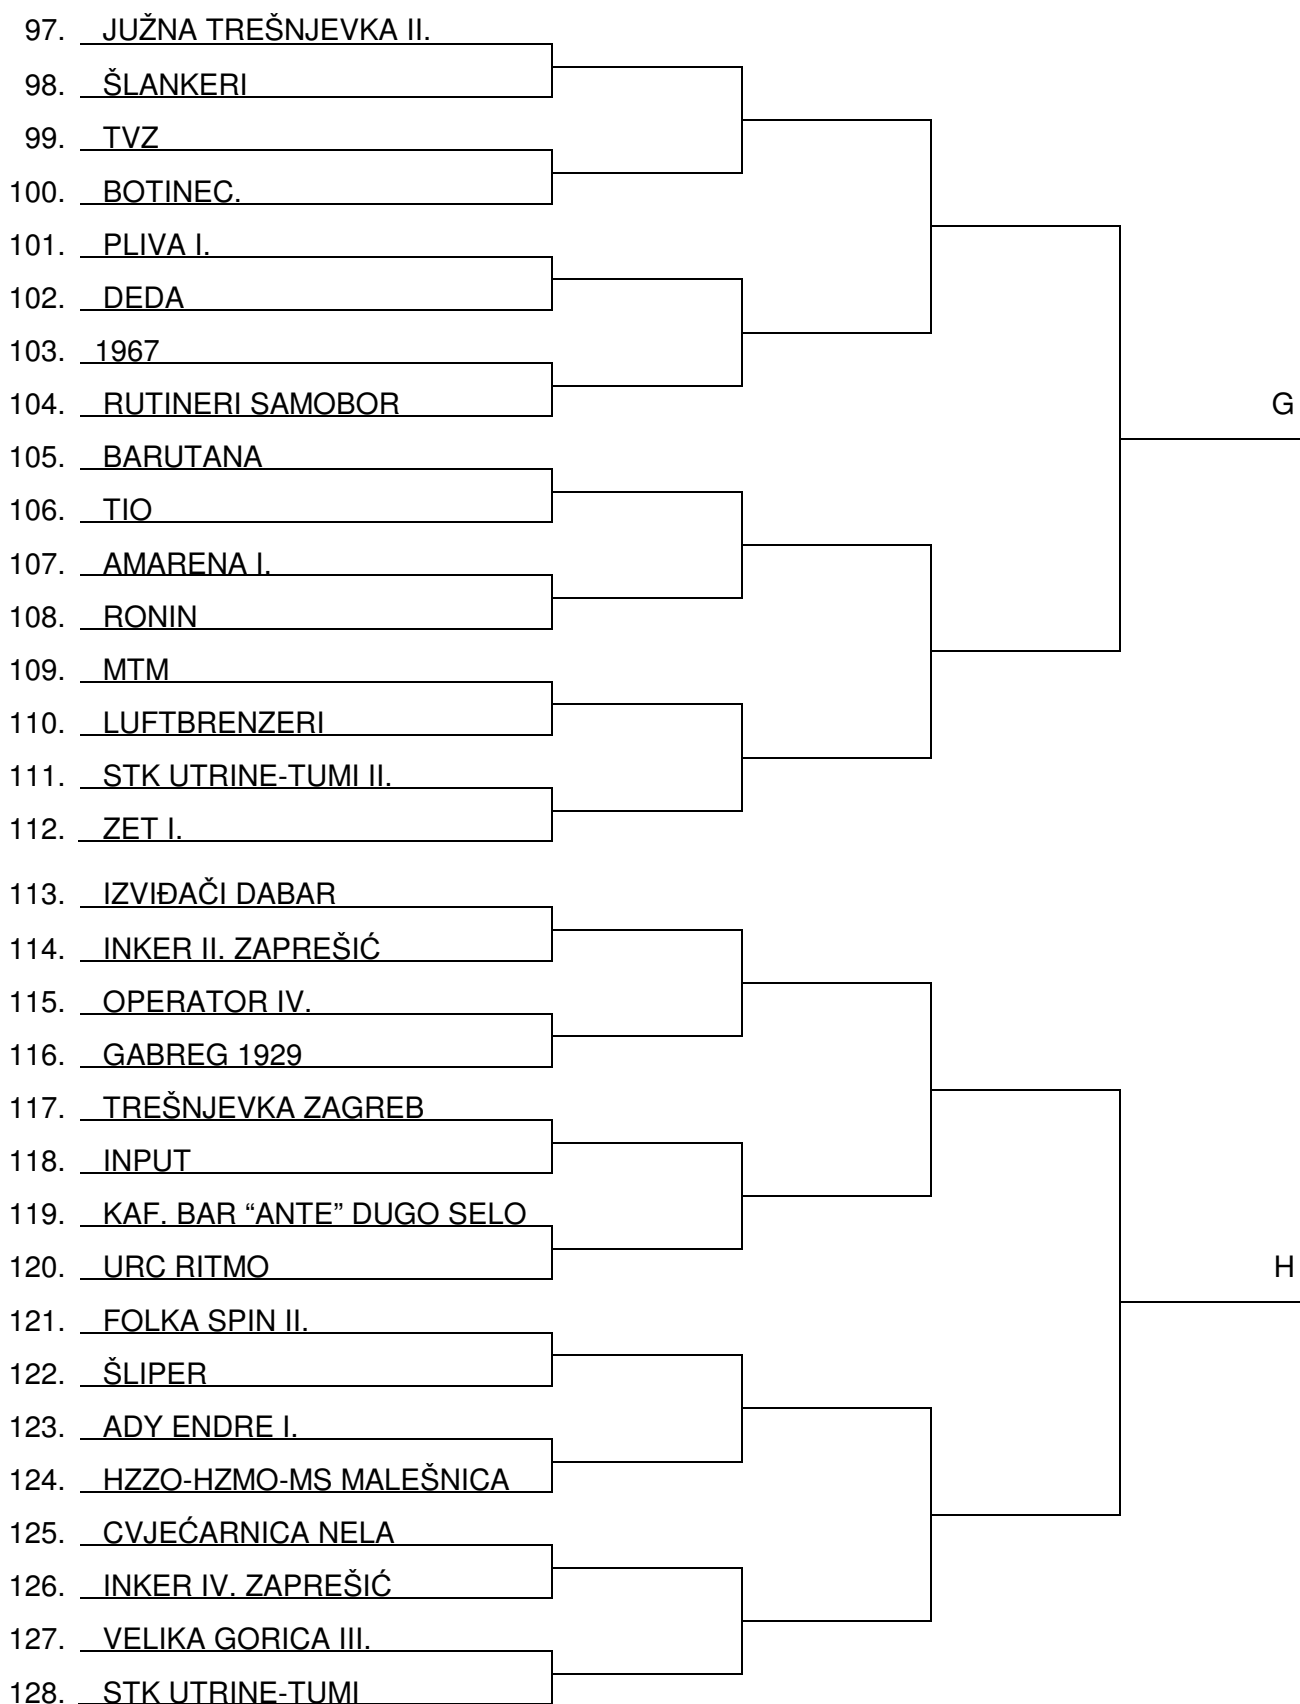 97. JUŽNA TREŠNJEVKA II.
98. ŠLANKERI
99. TVZ
100. BOTINEC.
101. PLIVA I.
102. DEDA
103. 1967
104. RUTINERI SAMOBOR
G
105. BARUTANA
106. TIO
107. AMARENA I.
108. RONIN
109. MTM
110. LUFTBRENZERI
111. STK UTRINE-TUMI II.
112. ZET I.
113. IZVIĐAČI DABAR
114. INKER II. ZAPREŠIĆ
115. OPERATOR IV.
116. GABREG 1929
117. TREŠNJEVKA ZAGREB
118. INPUT
119. KAF. BAR “ANTE” DUGO SELO
120. URC RITMO
H
121. FOLKA SPIN II.
122. ŠLIPER
123. ADY ENDRE I.
124. HZZO-HZMO-MS MALEŠNICA
125. CVJEĆARNICA NELA
126. INKER IV. ZAPREŠIĆ
127. VELIKA GORICA III.
128. STK UTRINE-TUMI